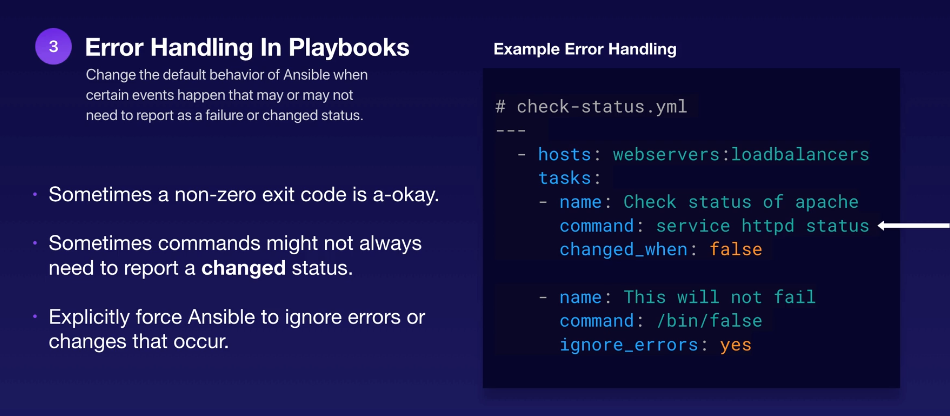 3
Error Handling In Playbooks
Change the default behavior of Ansible when
certain events happen that may or may not
need to report as a failure or changed status.
• Sometimes a non-zero exit code is a-okay.
• Sometimes commands might not always
need to report a changed status.
• Explicitly force Ansible to ignore errors or
changes that occur.
Example Error Handling
# check-status.yml
---
  - hosts: webservers:loadbalancers
    tasks:
    - name: Check status of apache
      command: service httpd status
      changed_when: false

    - name: This will not fail
      command: /bin/false
      ignore_errors: yes